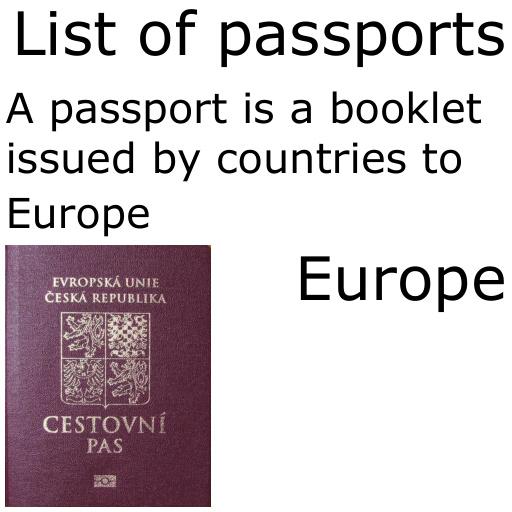 List of passports
A passport is a booklet
issued by countries to
Europe
Europe
EVROPSKÁ UNIE
ČESKÁ REPUBLIKA
CESTOVNÍ
PAS